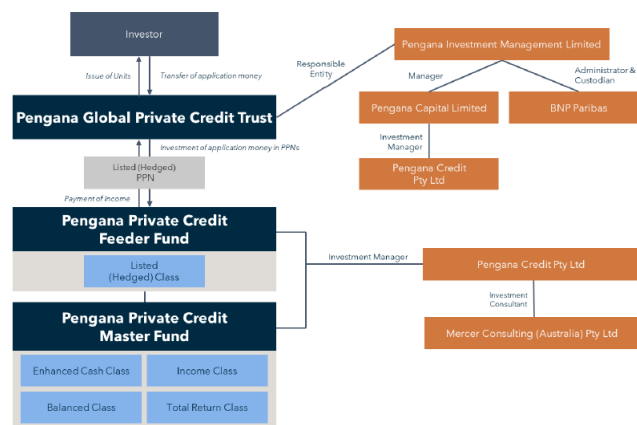 Investor
Issue of Units
Transfer of application money
Pengana Global Private Credit Trust
Investment of application money in PPNs
Listed (Hedged)
PPN
Payment of Income
Pengana Private Credit
Feeder Fund
Listed
(Hedged) Class
Pengana Private Credit
Master Fund
Enhanced Cash Class
Income Class
Balanced Class
Total Return Class
Responsible
Entity
Pengana Investment Management Limited
Manager
Administrator &
Custodian
Pengana Capital Limited
BNP Paribas
Investment
Manager
Pengana Credit
Pty Ltd
Investment Manager
Pengana Credit Pty Ltd
Investment
Consultant
Mercer Consulting (Australia) Pty Ltd